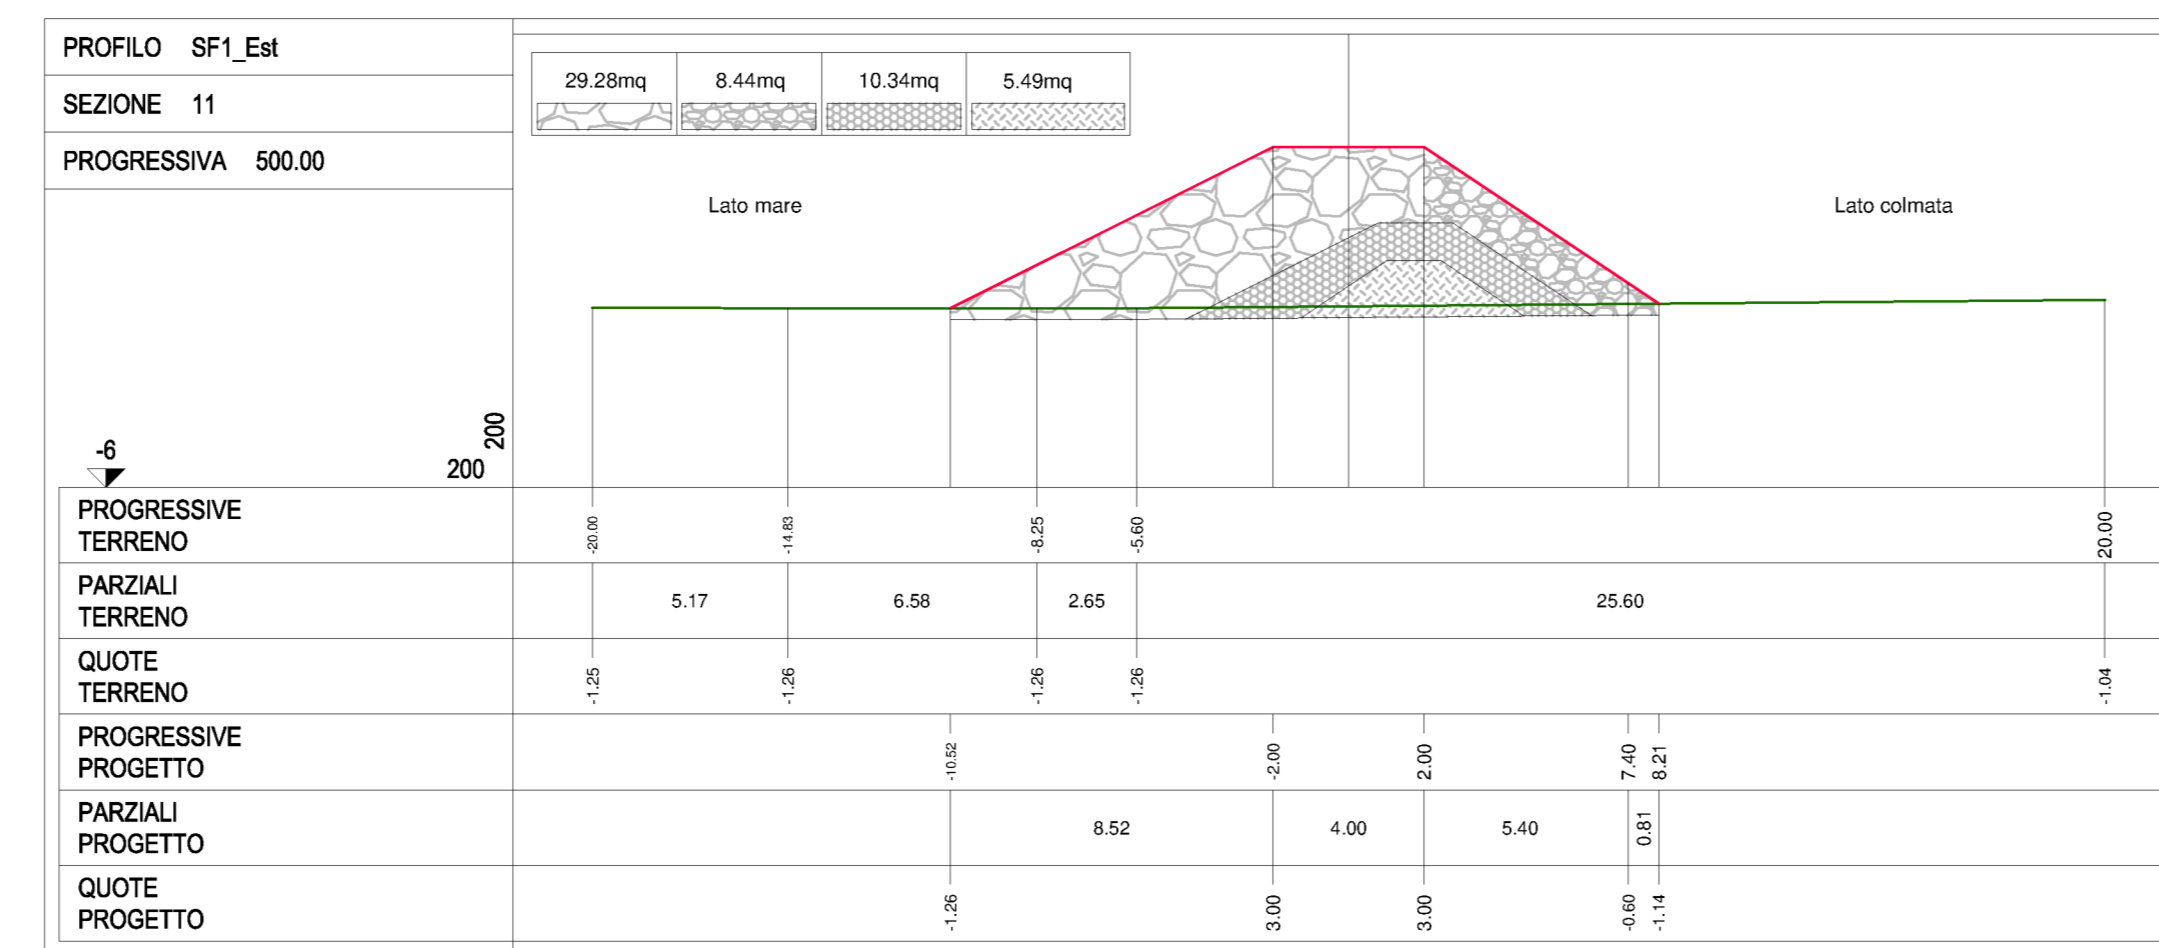 PROFILO SF1_Est
SEZIONE 11
PROGRESSIVA 500.00
29.28mq 8.44mq 10.34mq 5.49mq
Lato mare
Lato colmata
-6
200
200
PROGRESSIVE
TERRENO
-20.00 -14.83 -8.25 -5.60 20.00
PARZIALI
TERRENO
5.17 6.58 2.65 25.60
QUOTE
TERRENO
-1.25 -1.26 -1.26 -1.26 -1.04
PROGRESSIVE
PROGETTO
-10.52 -2.00 2.00 7.40 8.21
PARZIALI
PROGETTO
8.52 4.00 5.40 0.81
QUOTE
PROGETTO
-1.26 3.00 3.00 -0.60 -1.14